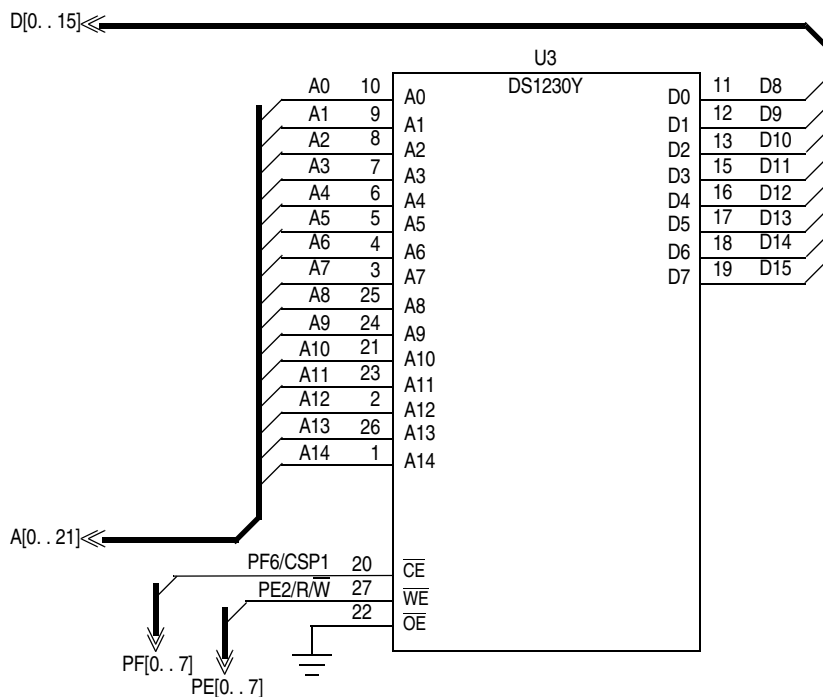 D[0. . 15]
U3
DS1230Y
A0 10 A0 D0 11 D8
A1 9 A1 D1 12 D9
A2 8 A2 D2 13 D10
A3 7 A3 D3 15 D11
A4 6 A4 D4 16 D12
A5 5 A5 D5 17 D13
A6 4 A6 D6 18 D14
A7 3 A7 D7 19 D15
A8 25 A8
A9 24 A9
A10 21 A10
A11 23 A11
A12 2 A12
A13 26 A13
A14 1 A14
A[0. . 21]
PF6/CSP1 20 C̅E̅
PE2/R/W̅ 27 W̅E̅
22 O̅E̅
PF[0. . 7]
PE[0. . 7]